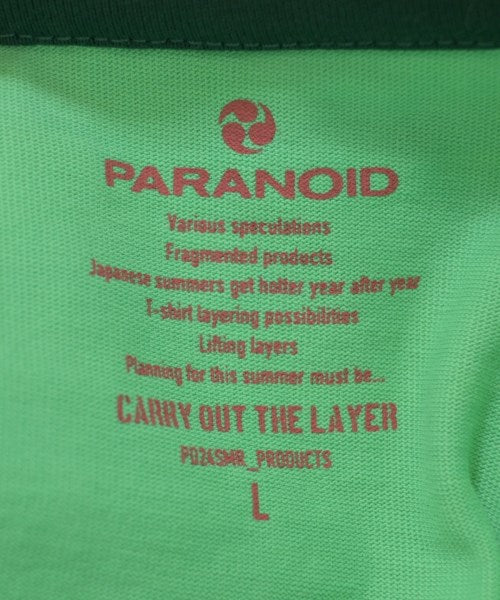 PARANOID
Various speculations
Fragmented products
Japanese summers get hotter year after year
T-shirt layering possibilities
Lifting layers
Planning for this summer must be...
CARRY OUT THE LAYER
PD24SMR_PRODUCTS
L